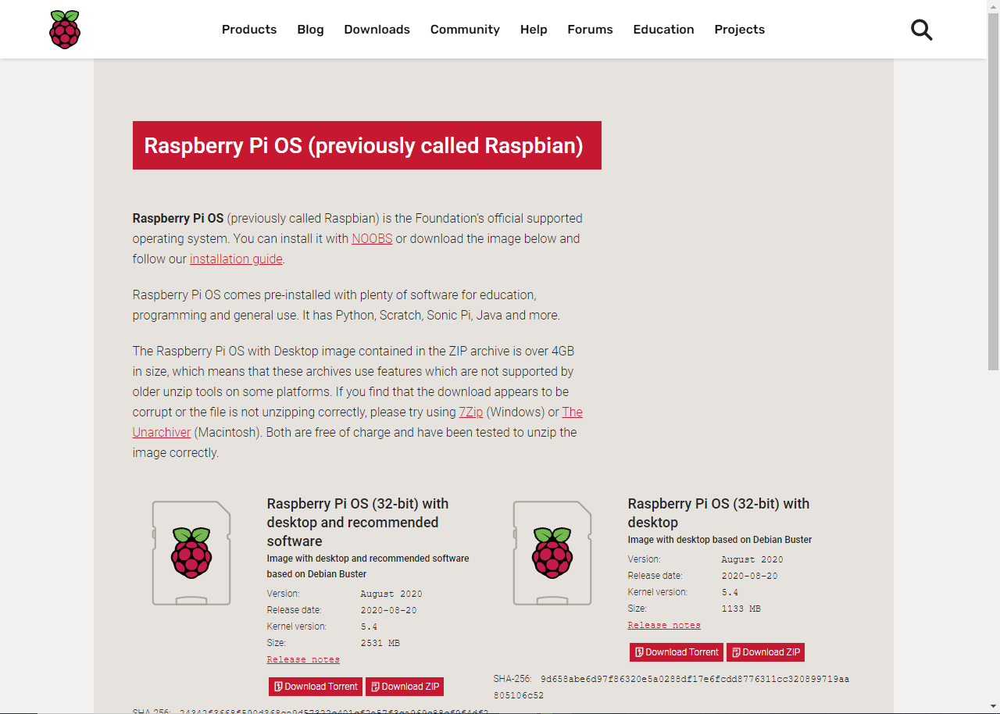 Products Blog Downloads Community Help Forums Education Projects
Raspberry Pi OS (previously called Raspbian)
Raspberry Pi OS (previously called Raspbian) is the Foundation's official supported
operating system. You can install it with NOOBS or download the image below and
follow our installation guide.
Raspberry Pi OS comes pre-installed with plenty of software for education,
programming and general use. It has Python, Scratch, Sonic Pi, Java and more.
The Raspberry Pi OS with Desktop image contained in the ZIP archive is over 4GB
in size, which means that these archives use features which are not supported by
older unzip tools on some platforms. If you find that the download appears to be
corrupt or the file is not unzipping correctly, please try using 7Zip (Windows) or The
Unarchiver (Macintosh). Both are free of charge and have been tested to unzip the
image correctly.
Raspberry Pi OS (32-bit) with
desktop and recommended
software
Image with desktop and recommended software
based on Debian Buster
Version: August 2020
Release date: 2020-08-20
Kernel version: 5.4
Size: 2531 MB
Release notes
Download Torrent Download ZIP
SHA-256:
Raspberry Pi OS (32-bit) with
desktop
Image with desktop based on Debian Buster
Version: August 2020
Release date: 2020-08-20
Kernel version: 5.4
Size: 1133 MB
Release notes
Download Torrent Download ZIP
SHA-256: 9d658abe6d97f86320e5a0288df17e6fcdd8776311cc320899719aa
805106c52